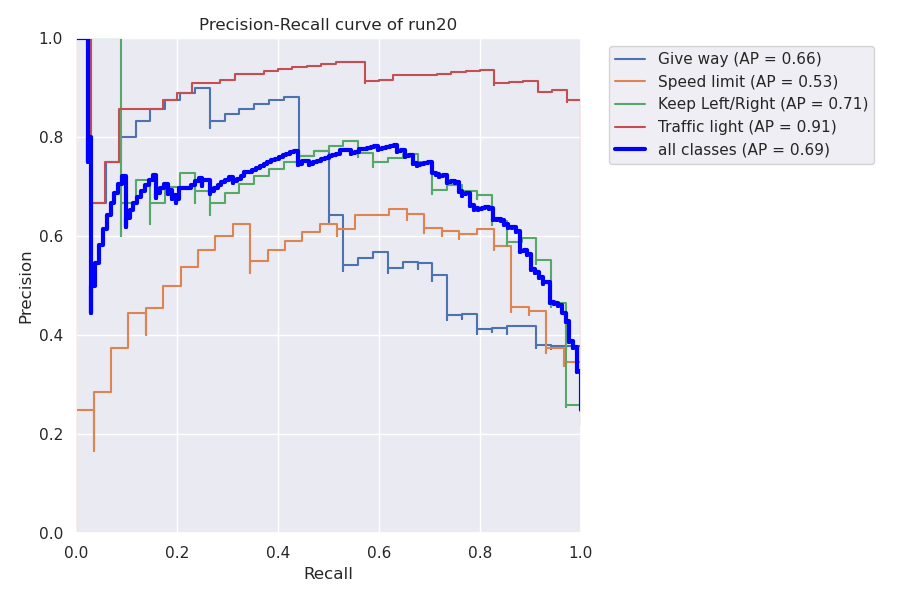 Precision-Recall curve of run20
1.0
0.8
0.6
0.4
0.2
0.0
Precision
0.0 0.2 0.4 0.6 0.8 1.0
Recall
Give way (AP = 0.66)
Speed limit (AP = 0.53)
Keep Left/Right (AP = 0.71)
Traffic light (AP = 0.91)
all classes (AP = 0.69)